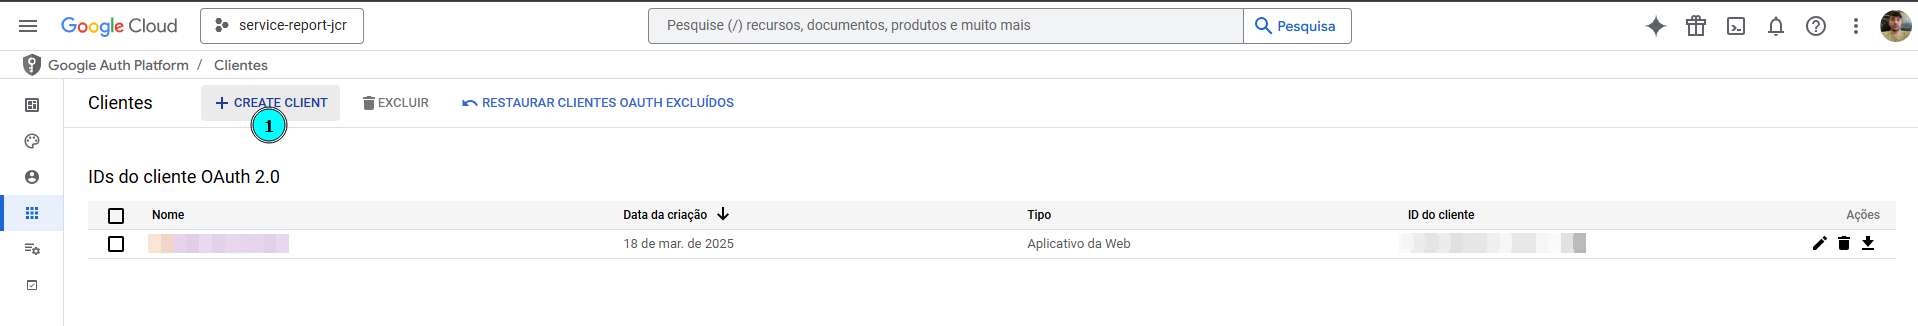 Google Cloud
service-report-jcr
Pesquise (/) recursos, documentos, produtos e muito mais
Pesquisa
Google Auth Platform / Clientes
Clientes
CREATE CLIENT
EXCLUIR
RESTAURAR CLIENTES OAUTH EXCLUÍDOS
1
IDs do cliente OAuth 2.0
Nome Data da criação Tipo ID do cliente Ações
18 de mar. de 2025 Aplicativo da Web